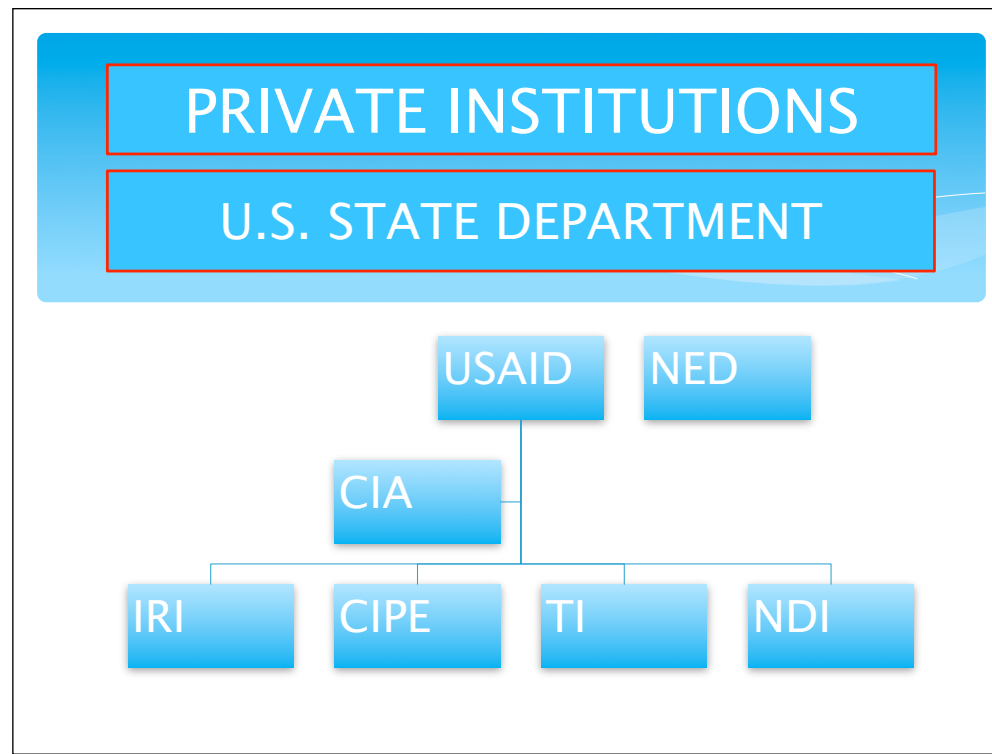 PRIVATE INSTITUTIONS
U.S. STATE DEPARTMENT
USAID
NED
CIA
IRI
CIPE
TI
NDI